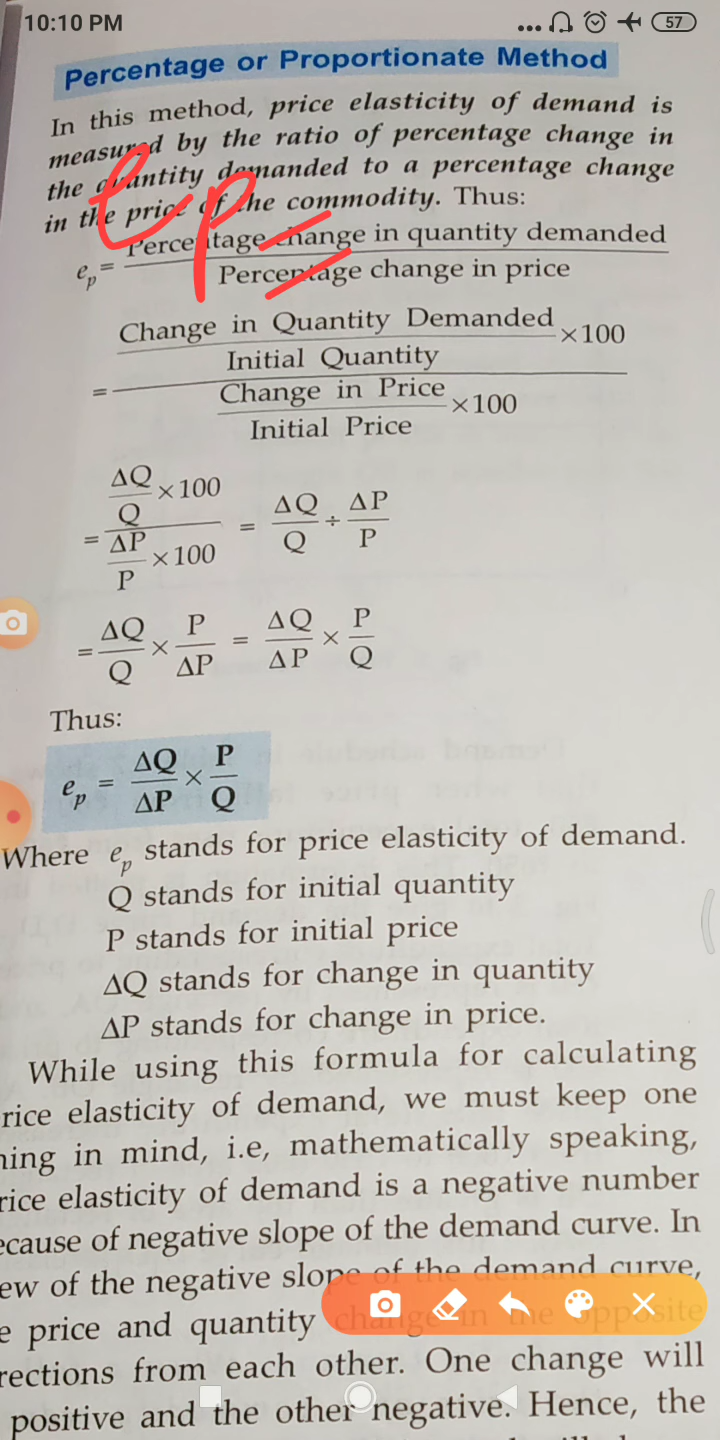 10:10 PM 57
Percentage or Proportionate Method
In this method, price elasticity of demand is
measured by the ratio of percentage change in
the quantity demanded to a percentage change
in the price of the commodity. Thus:
ep =
e_p = Percentage change in quantity demanded
Percentage change in price
Change in Quantity Demanded ×100
Initial Quantity
=
Change in Price ×100
Initial Price
= ΔQ/Q ×100 / ΔP/P ×100 = ΔQ/Q ÷ ΔP/P
= ΔQ/Q × P/ΔP = ΔQ/ΔP × P/Q
Thus:
e_p = ΔQ/ΔP × P/Q
Where e_p stands for price elasticity of demand.
Q stands for initial quantity
P stands for initial price
ΔQ stands for change in quantity
ΔP stands for change in price.
While using this formula for calculating
rice elasticity of demand, we must keep one
hing in mind, i.e, mathematically speaking,
rice elasticity of demand is a negative number
ecause of negative slope of the demand curve. In
ew of the negative slope of the demand curve,
e price and quantity change in the opposite
rections from each other. One change will
positive and the other negative. Hence, the